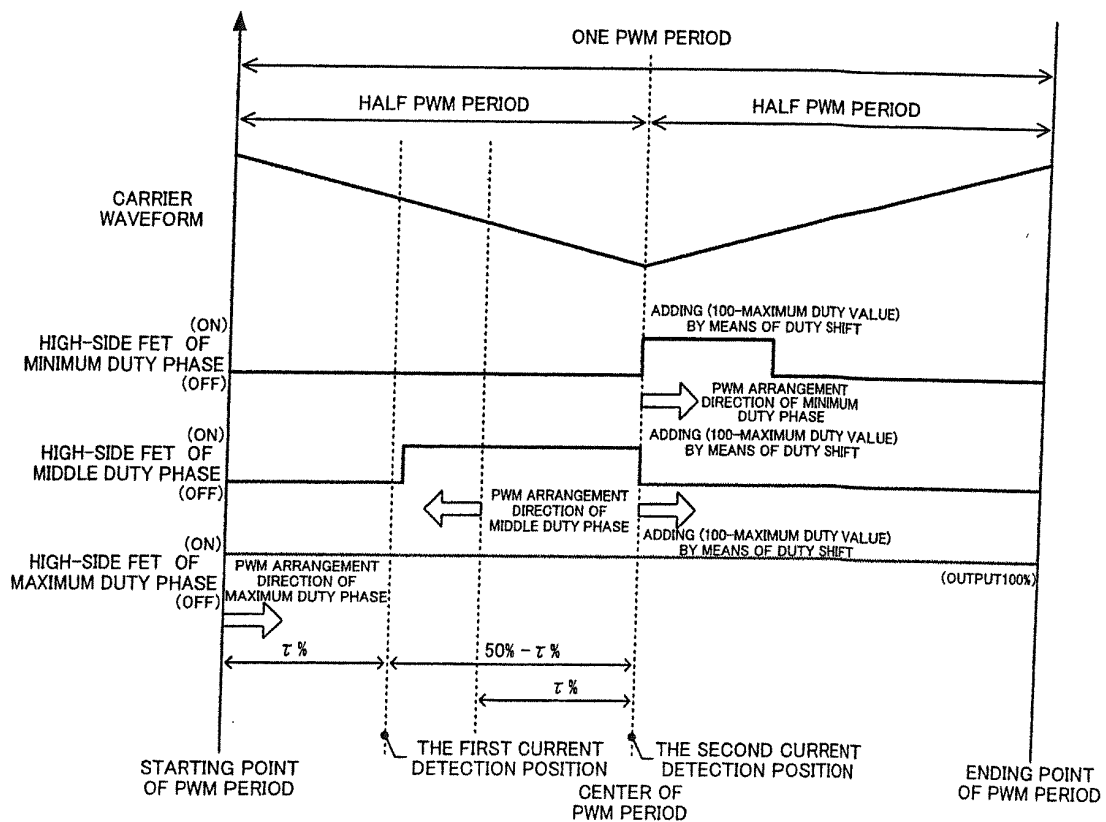 ONE PWM PERIOD
HALF PWM PERIOD
HALF PWM PERIOD
CARRIER
WAVEFORM
ADDING (100-MAXIMUM DUTY VALUE)
BY MEANS OF DUTY SHIFT
(ON)
HIGH-SIDE FET OF
MINIMUM DUTY PHASE
(OFF)
PWM ARRANGEMENT
DIRECTION OF MINIMUM
DUTY PHASE
(ON)
HIGH-SIDE FET OF
MIDDLE DUTY PHASE
(OFF)
ADDING (100-MAXIMUM DUTY VALUE)
BY MEANS OF DUTY SHIFT
PWM ARRANGEMENT
DIRECTION OF
MIDDLE DUTY PHASE
ADDING (100-MAXIMUM DUTY VALUE)
BY MEANS OF DUTY SHIFT
(ON)
HIGH-SIDE FET OF
MAXIMUM DUTY PHASE
(OFF)
PWM ARRANGEMENT
DIRECTION OF
MAXIMUM DUTY PHASE
(OUTPUT100%)
τ %
50% - τ %
τ %
THE FIRST CURRENT
DETECTION POSITION
THE SECOND CURRENT
DETECTION POSITION
STARTING POINT
OF PWM PERIOD
CENTER OF
PWM PERIOD
ENDING POINT
OF PWM PERIOD